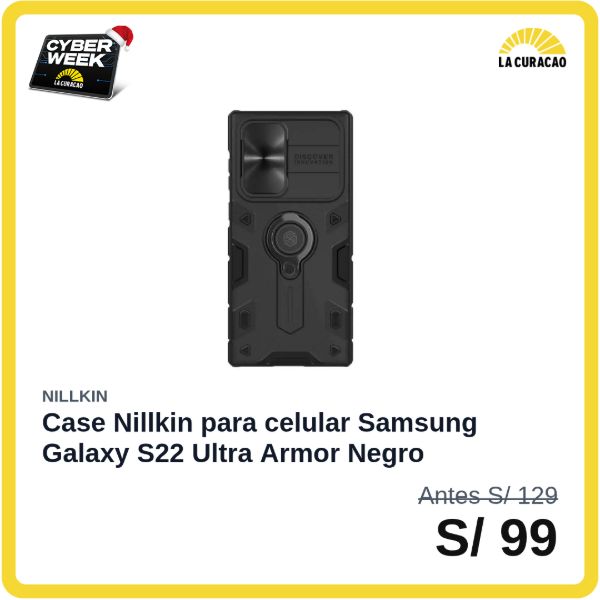 CYBER
WEEK
LA CURACAO
LA CURACAO
DISCOVER
INNOVATION
NILLKIN
Case Nillkin para celular Samsung
Galaxy S22 Ultra Armor Negro
Antes S/ 129
S/ 99